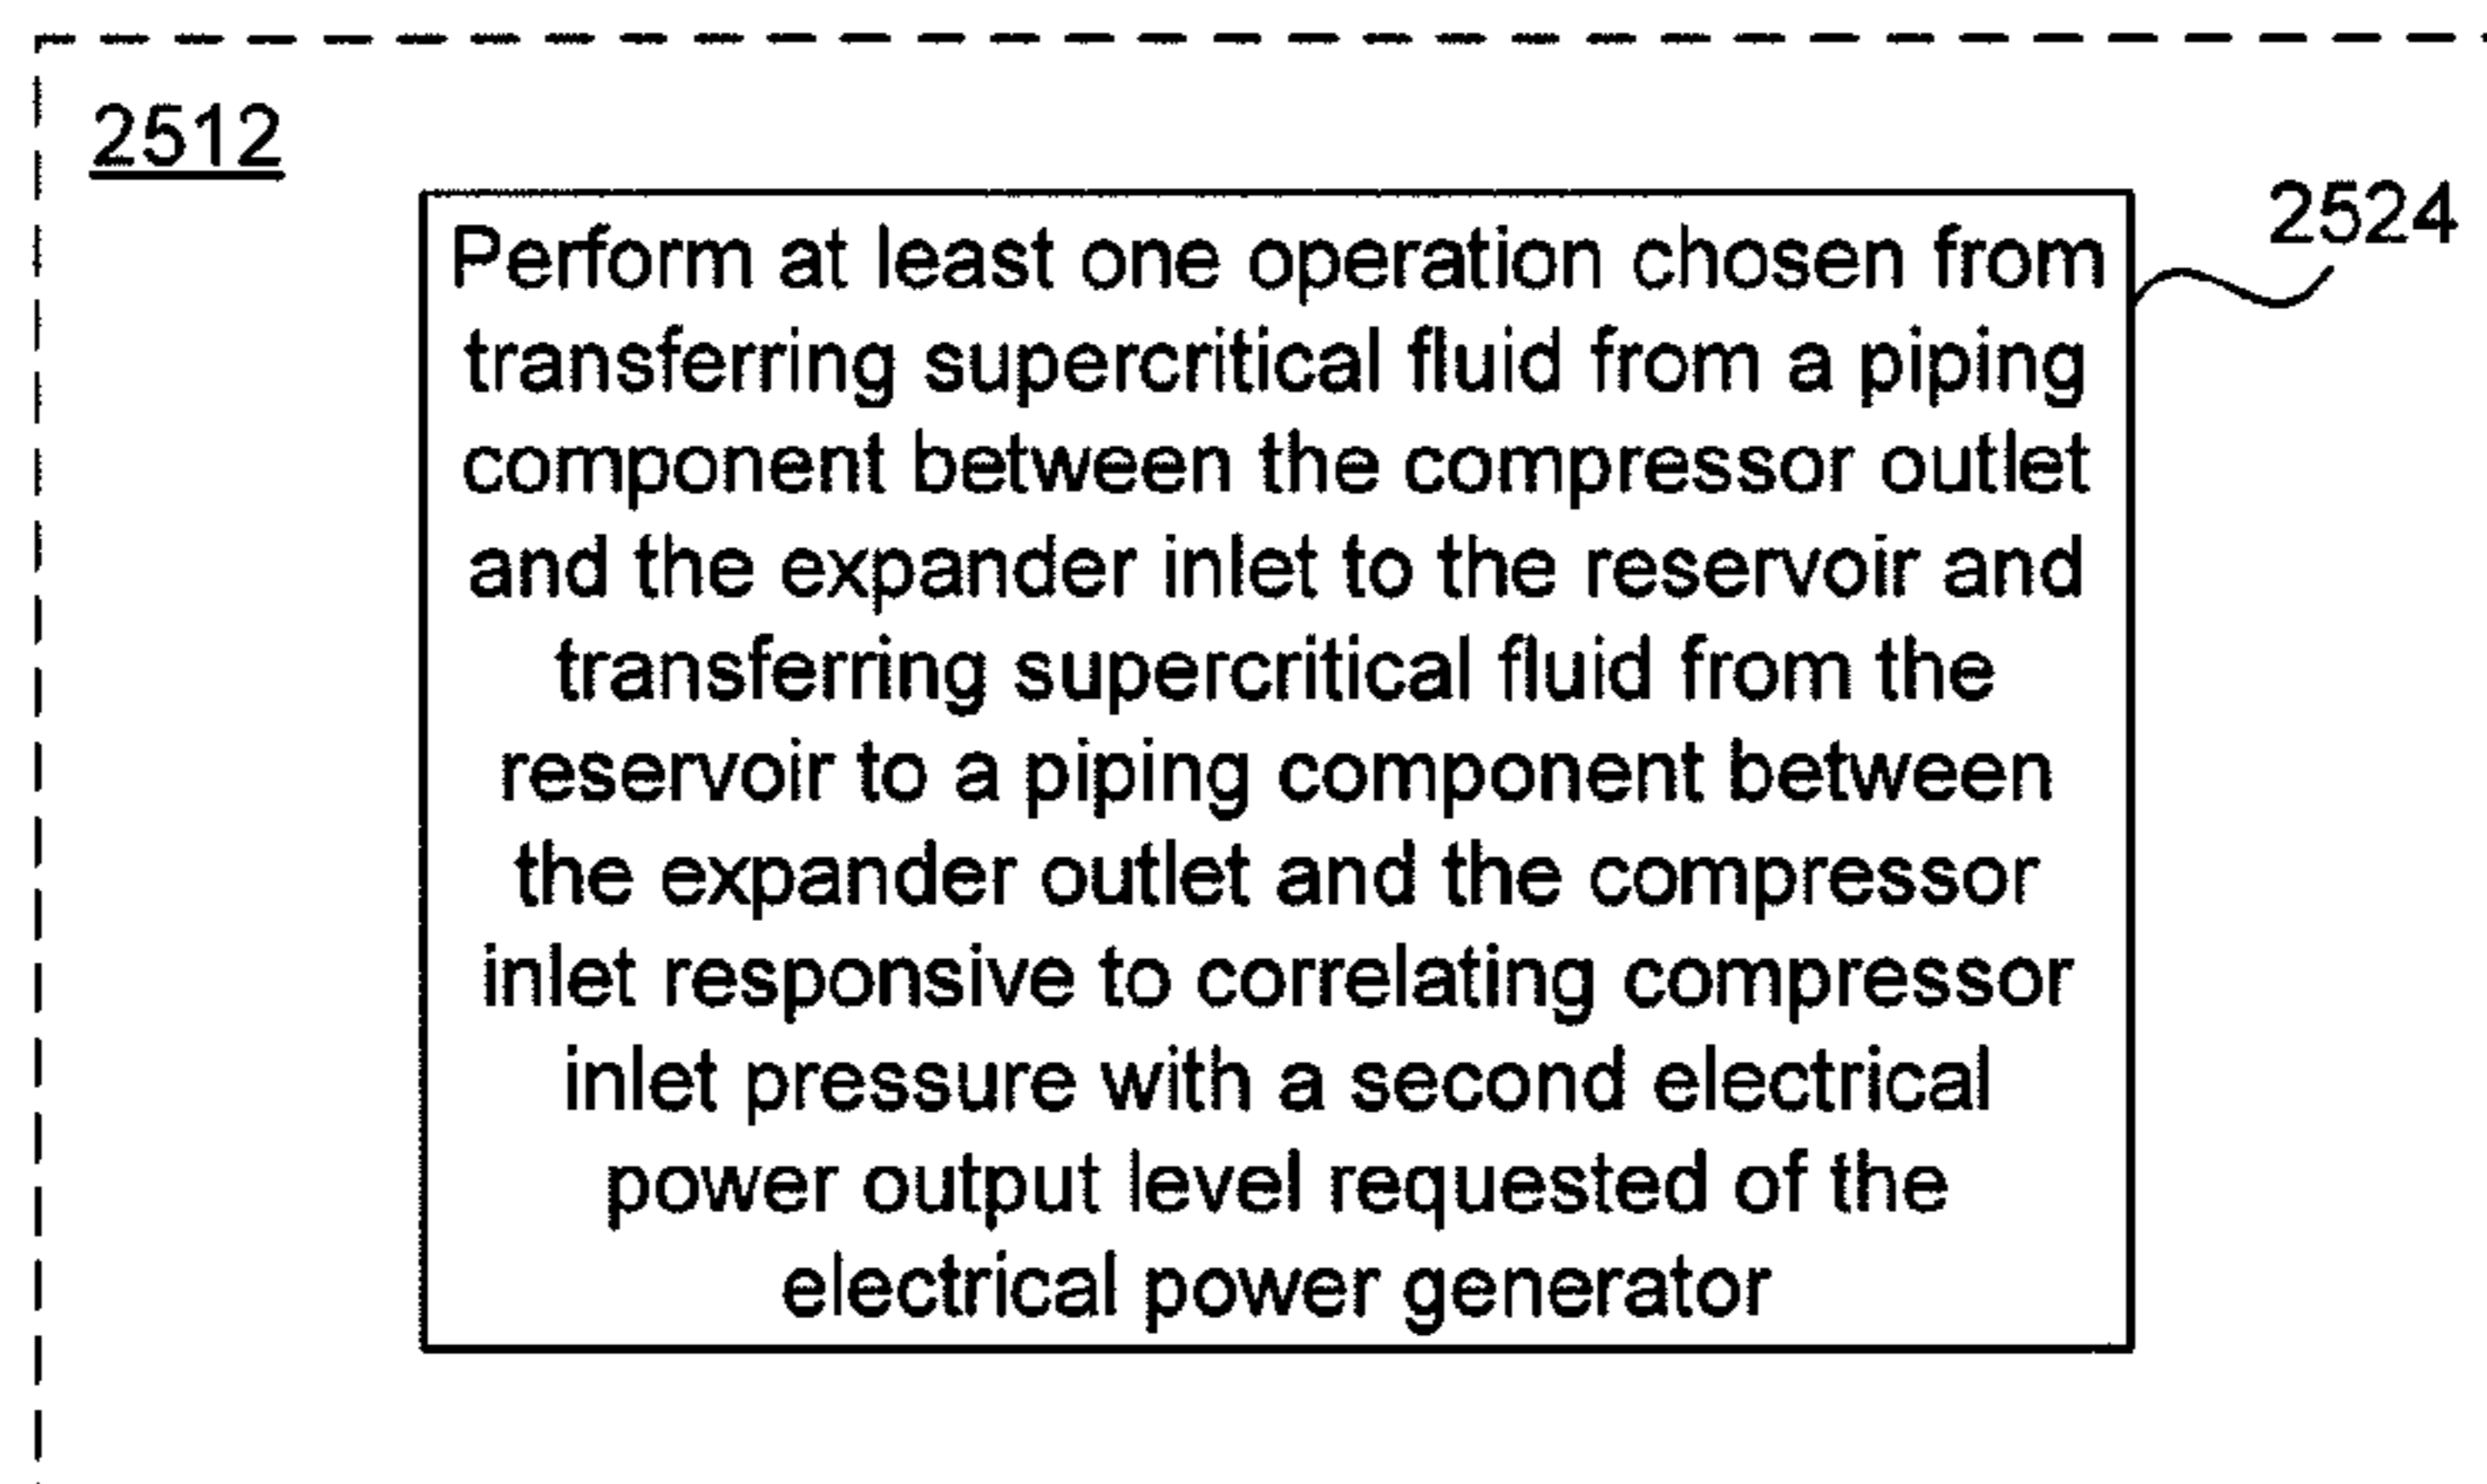 2512
2524
Perform at least one operation chosen from
transferring supercritical fluid from a piping
component between the compressor outlet
and the expander inlet to the reservoir and
transferring supercritical fluid from the
reservoir to a piping component between
the expander outlet and the compressor
inlet responsive to correlating compressor
inlet pressure with a second electrical
power output level requested of the
electrical power generator